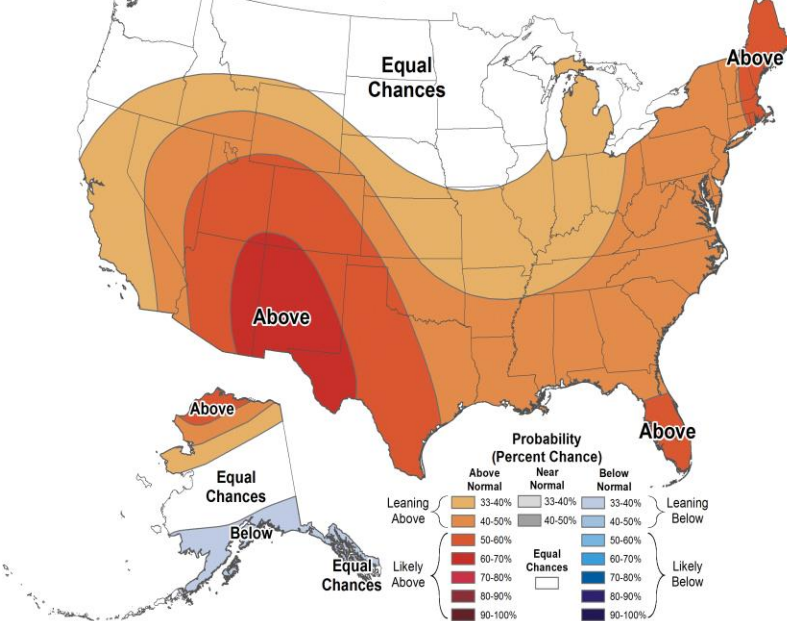 Equal
Chances
Above
Above
Above
Above
Equal
Chances
Below
Equal
Chances
Probability
(Percent Chance)
Above
Normal
Near
Normal
Below
Normal
Leaning
Above
33-40%
40-50%
33-40%
40-50%
33-40%
40-50%
Leaning
Below
Likely
Above
50-60%
60-70%
70-80%
80-90%
90-100%
Equal
Chances
50-60%
60-70%
70-80%
80-90%
90-100%
Likely
Below